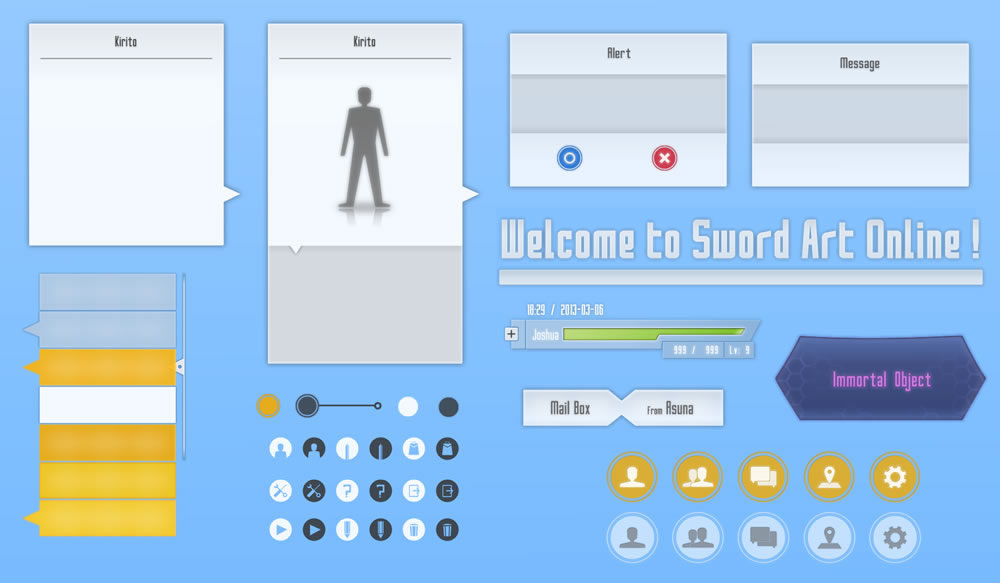 Kirito
Kirito
Alert
Message
Welcome to Sword Art Online !
18:29 / 2013-03-06
Joshua
999 / 999 Lv: 9
Mail Box
From Asuna
Immortal Object